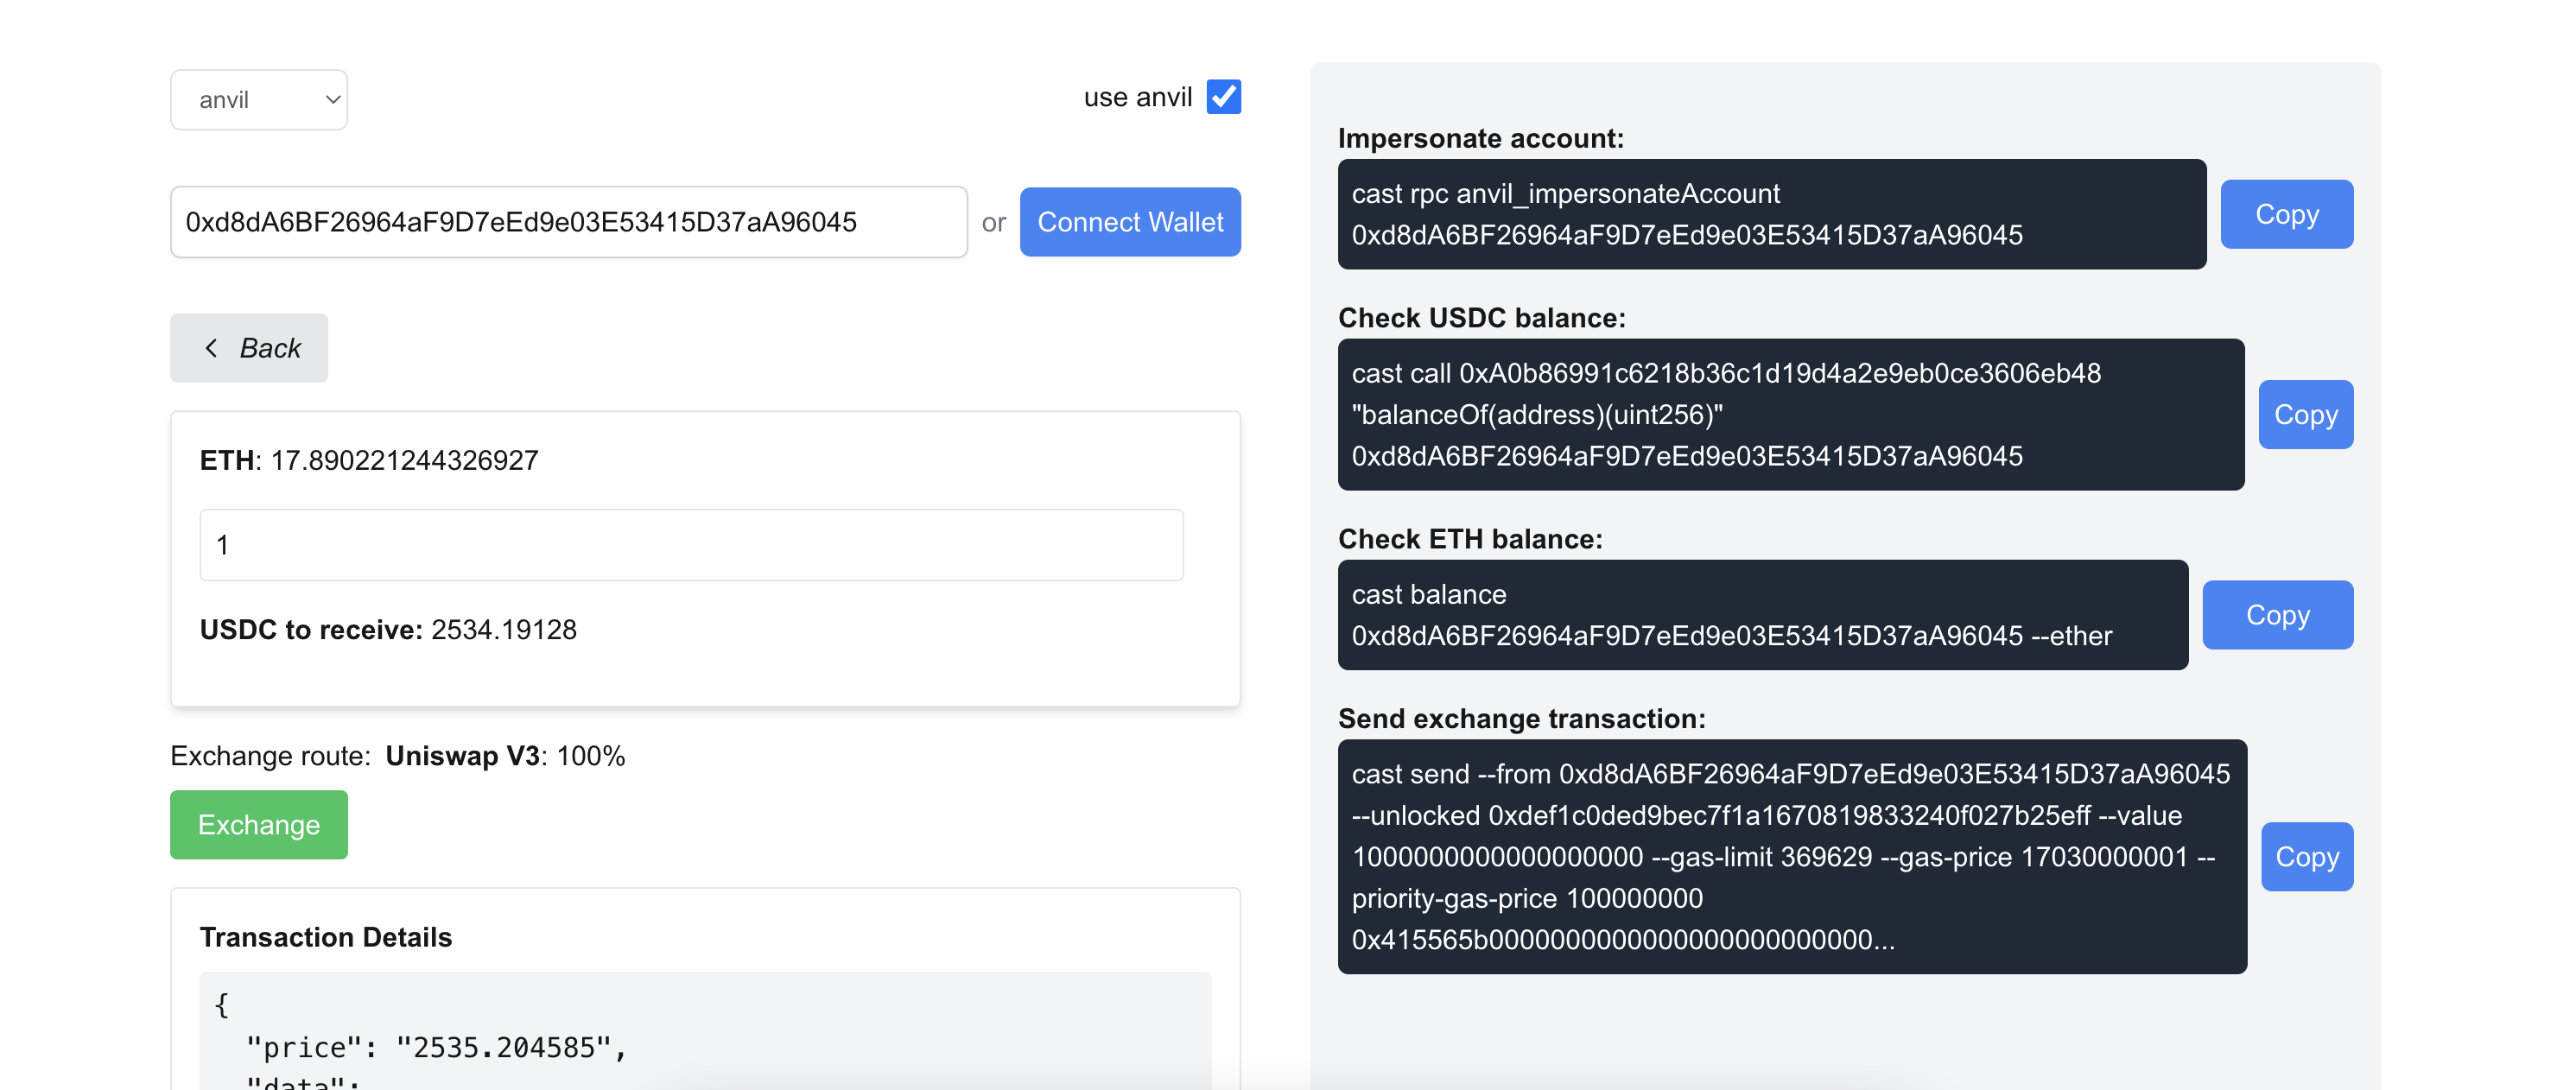 anvil
use anvil
0xd8dA6BF26964aF9D7eEd9e03E53415D37aA96045 or Connect Wallet
Back
ETH: 17.890221244326927
1
USDC to receive: 2534.19128
Exchange route: Uniswap V3: 100%
Exchange
Transaction Details
{
"price": "2535.204585",
"data":
Impersonate account:
cast rpc anvil_impersonateAccount
0xd8dA6BF26964aF9D7eEd9e03E53415D37aA96045
Copy
Check USDC balance:
cast call 0xA0b86991c6218b36c1d19d4a2e9eb0ce3606eb48
"balanceOf(address)(uint256)"
0xd8dA6BF26964aF9D7eEd9e03E53415D37aA96045
Copy
Check ETH balance:
cast balance
0xd8dA6BF26964aF9D7eEd9e03E53415D37aA96045 --ether
Copy
Send exchange transaction:
cast send --from 0xd8dA6BF26964aF9D7eEd9e03E53415D37aA96045
--unlocked 0xdef1c0ded9bec7f1a1670819833240f027b25eff --value
1000000000000000000 --gas-limit 369629 --gas-price 17030000001 --
priority-gas-price 100000000
0x415565b0000000000000000000000000...
Copy